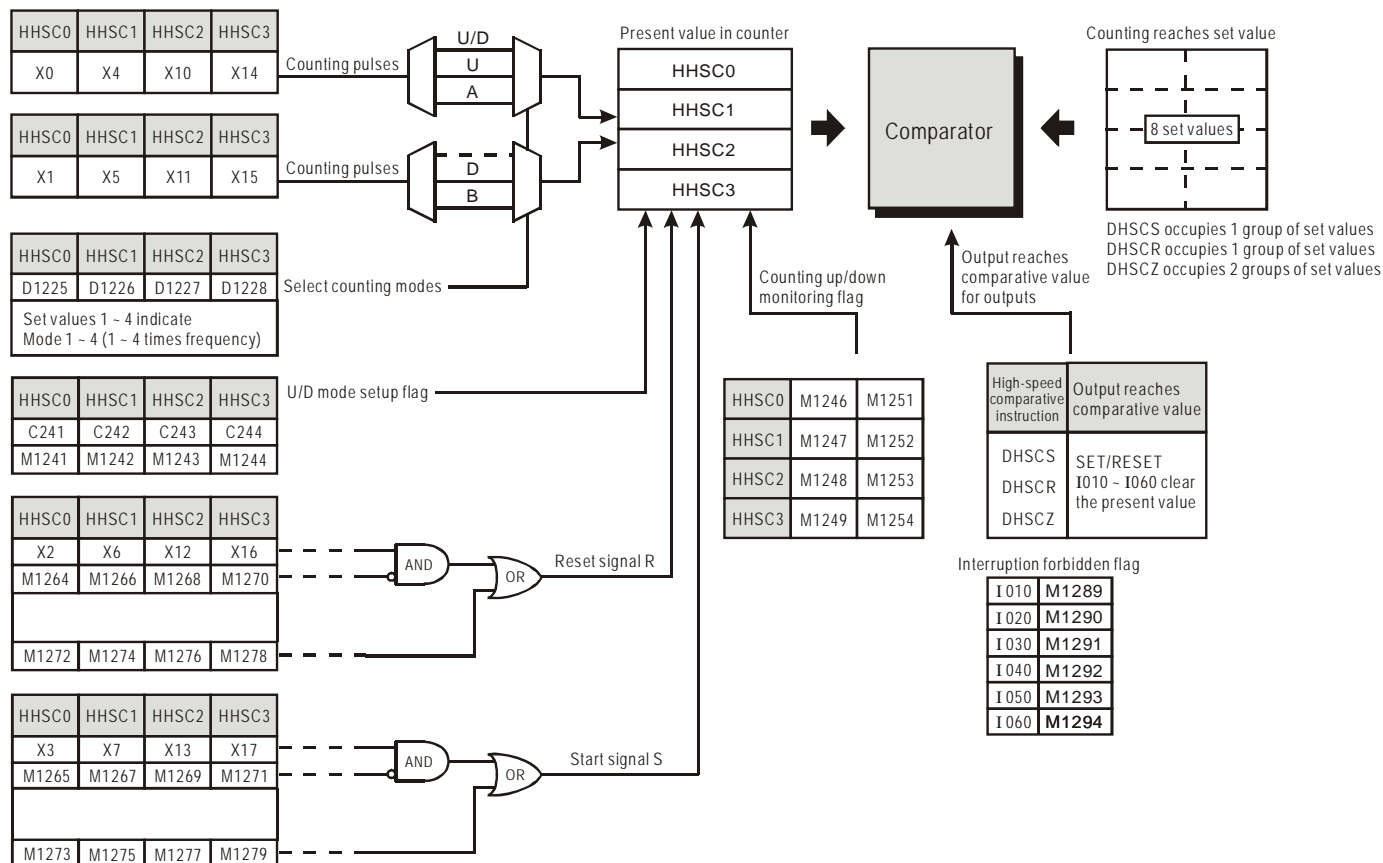 HHSC0 HHSC1 HHSC2 HHSC3
X0 X4 X10 X14
Counting pulses
U/D
U
A
HHSC0 HHSC1 HHSC2 HHSC3
X1 X5 X11 X15
Counting pulses
D
B
HHSC0 HHSC1 HHSC2 HHSC3
D1225 D1226 D1227 D1228
Set values 1 ~ 4 indicate
Mode 1 ~ 4 (1 ~ 4 times frequency)
Select counting modes
HHSC0 HHSC1 HHSC2 HHSC3
C241 C242 C243 C244
M1241 M1242 M1243 M1244
U/D mode setup flag
HHSC0 HHSC1 HHSC2 HHSC3
X2 X6 X12 X16
M1264 M1266 M1268 M1270
M1272 M1274 M1276 M1278
AND
OR
Reset signal R
HHSC0 HHSC1 HHSC2 HHSC3
X3 X7 X13 X17
M1265 M1267 M1269 M1271
M1273 M1275 M1277 M1279
AND
OR
Start signal S
Present value in counter
HHSC0
HHSC1
HHSC2
HHSC3
Comparator
Counting reaches set value
8 set values
DHSCS occupies 1 group of set values
DHSCR occupies 1 group of set values
DHSCZ occupies 2 groups of set values
Counting up/down
monitoring flag
Output reaches
comparative value
for outputs
HHSC0 M1246 M1251
HHSC1 M1247 M1252
HHSC2 M1248 M1253
HHSC3 M1249 M1254
High-speed
comparative
instruction
Output reaches
comparative value
DHSCS
DHSCR
DHSCZ
SET/RESET
I010 ~ I060 clear
the present value
Interruption forbidden flag
I010 M1289
I020 M1290
I030 M1291
I040 M1292
I050 M1293
I060 M1294